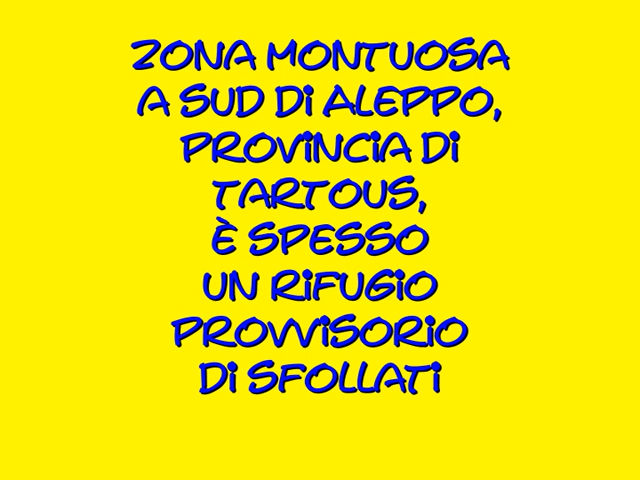 ZONA MONTUOSA
A SUD Di ALEPPO,
PROViNCiA Di
TARTOUS,
È SPESSO
UN RiFUGiO
PROVViSORiO
Di SFOLLATi